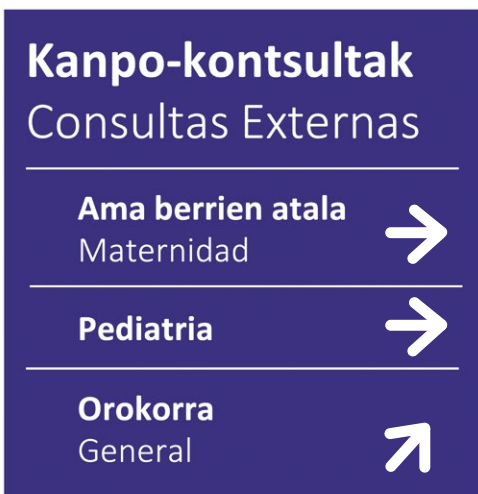 Kanpo-kontsultak
Consultas Externas
Ama berrien atala
Maternidad
Pediatria
Orokorra
General